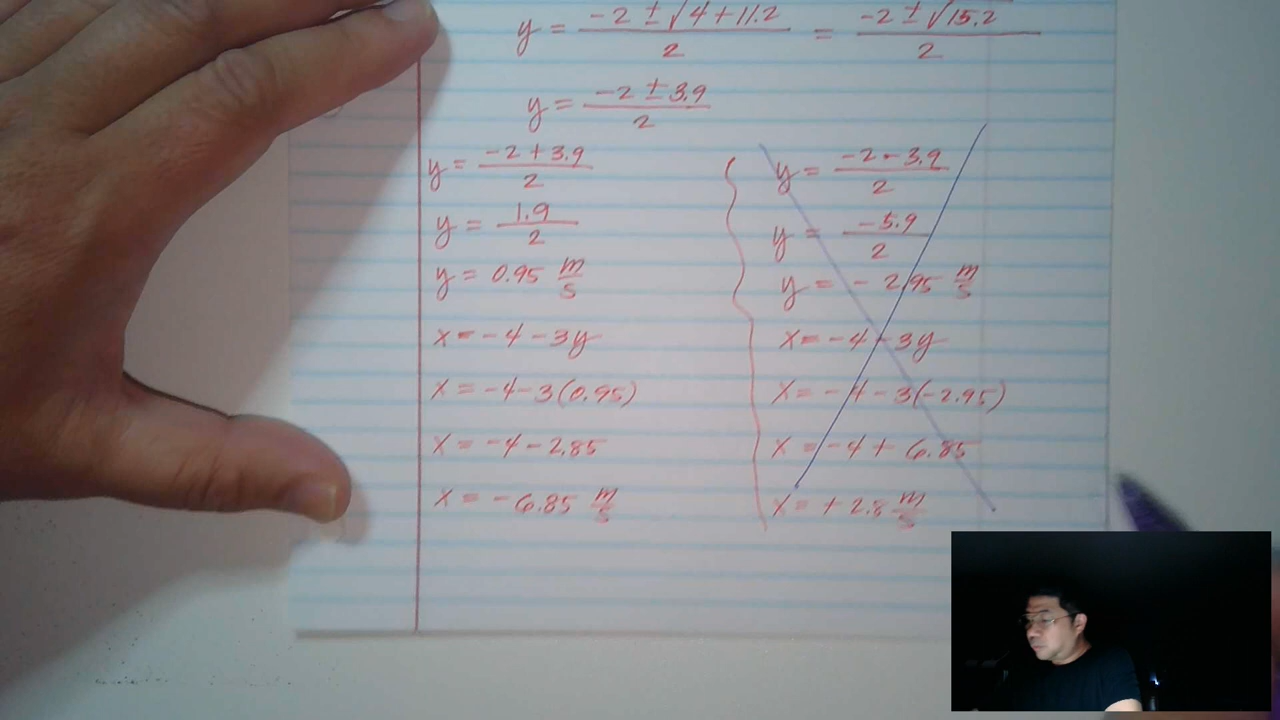 y = (-2 ± √(4 + 11.2))/2 = (-2 ± √15.2)/2
y = (-2 ± 3.9)/2
y = (-2 + 3.9)/2
y = 1.9/2
y = 0.95 m/s
x = -4 - 3y
x = -4 - 3(0.95)
x = -4 - 2.85
x = -6.85 m/s
y = (-2 - 3.9)/2
y = -5.9/2
y = -2.95 m/s
x = -4 - 3y
x = -4 - 3(-2.95)
x = -4 + 6.85
x = +2.8 m/s